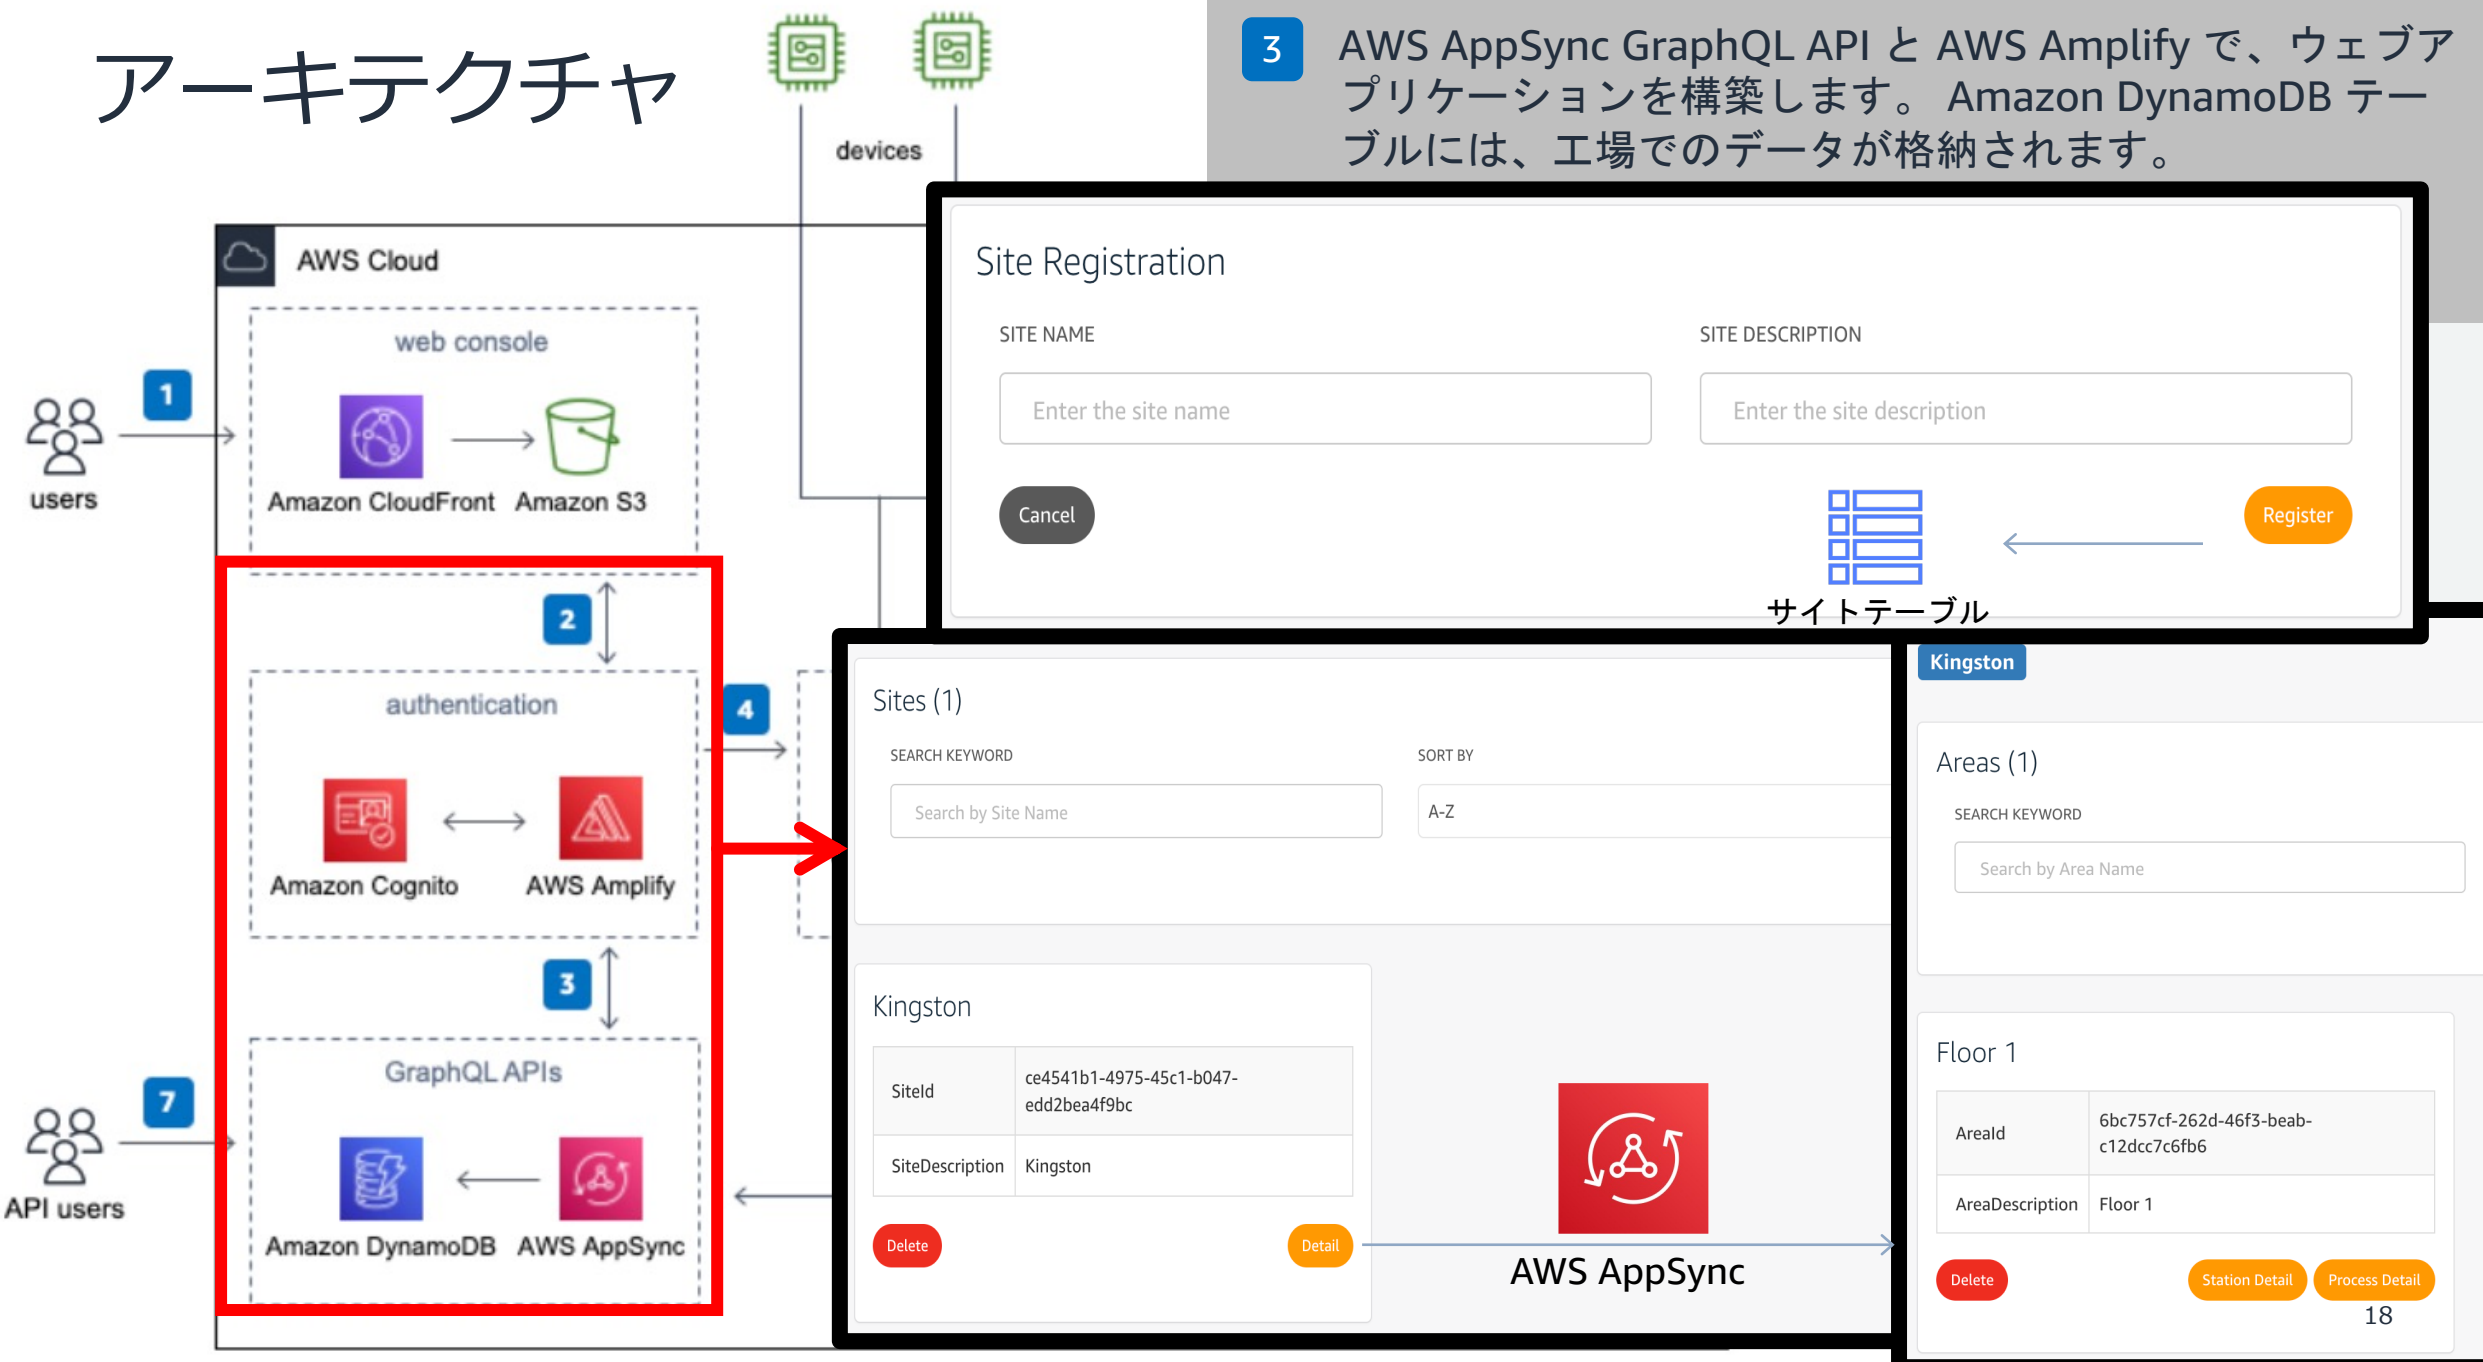 アーキテクチャ
devices
3
AWS AppSync GraphQL API と AWS Amplify で、ウェブア
プリケーションを構築します。 Amazon DynamoDB テー
ブルには、工場でのデータが格納されます。
AWS Cloud
web console
1
users
Amazon CloudFront
Amazon S3
2
authentication
4
Amazon Cognito
AWS Amplify
3
GraphQL APIs
7
API users
Amazon DynamoDB
AWS AppSync
Site Registration
SITE NAME
SITE DESCRIPTION
Enter the site name
Enter the site description
Cancel
Register
サイトテーブル
Sites (1)
SEARCH KEYWORD
SORT BY
Search by Site Name
A-Z
Kingston
SiteId
ce4541b1-4975-45c1-b047-
edd2bea4f9bc
SiteDescription
Kingston
Delete
Detail
AWS AppSync
Kingston
Areas (1)
SEARCH KEYWORD
Search by Area Name
Floor 1
AreaId
6bc757cf-262d-46f3-beab-
c12dcc7c6fb6
AreaDescription
Floor 1
Delete
Station Detail
Process Detail
18